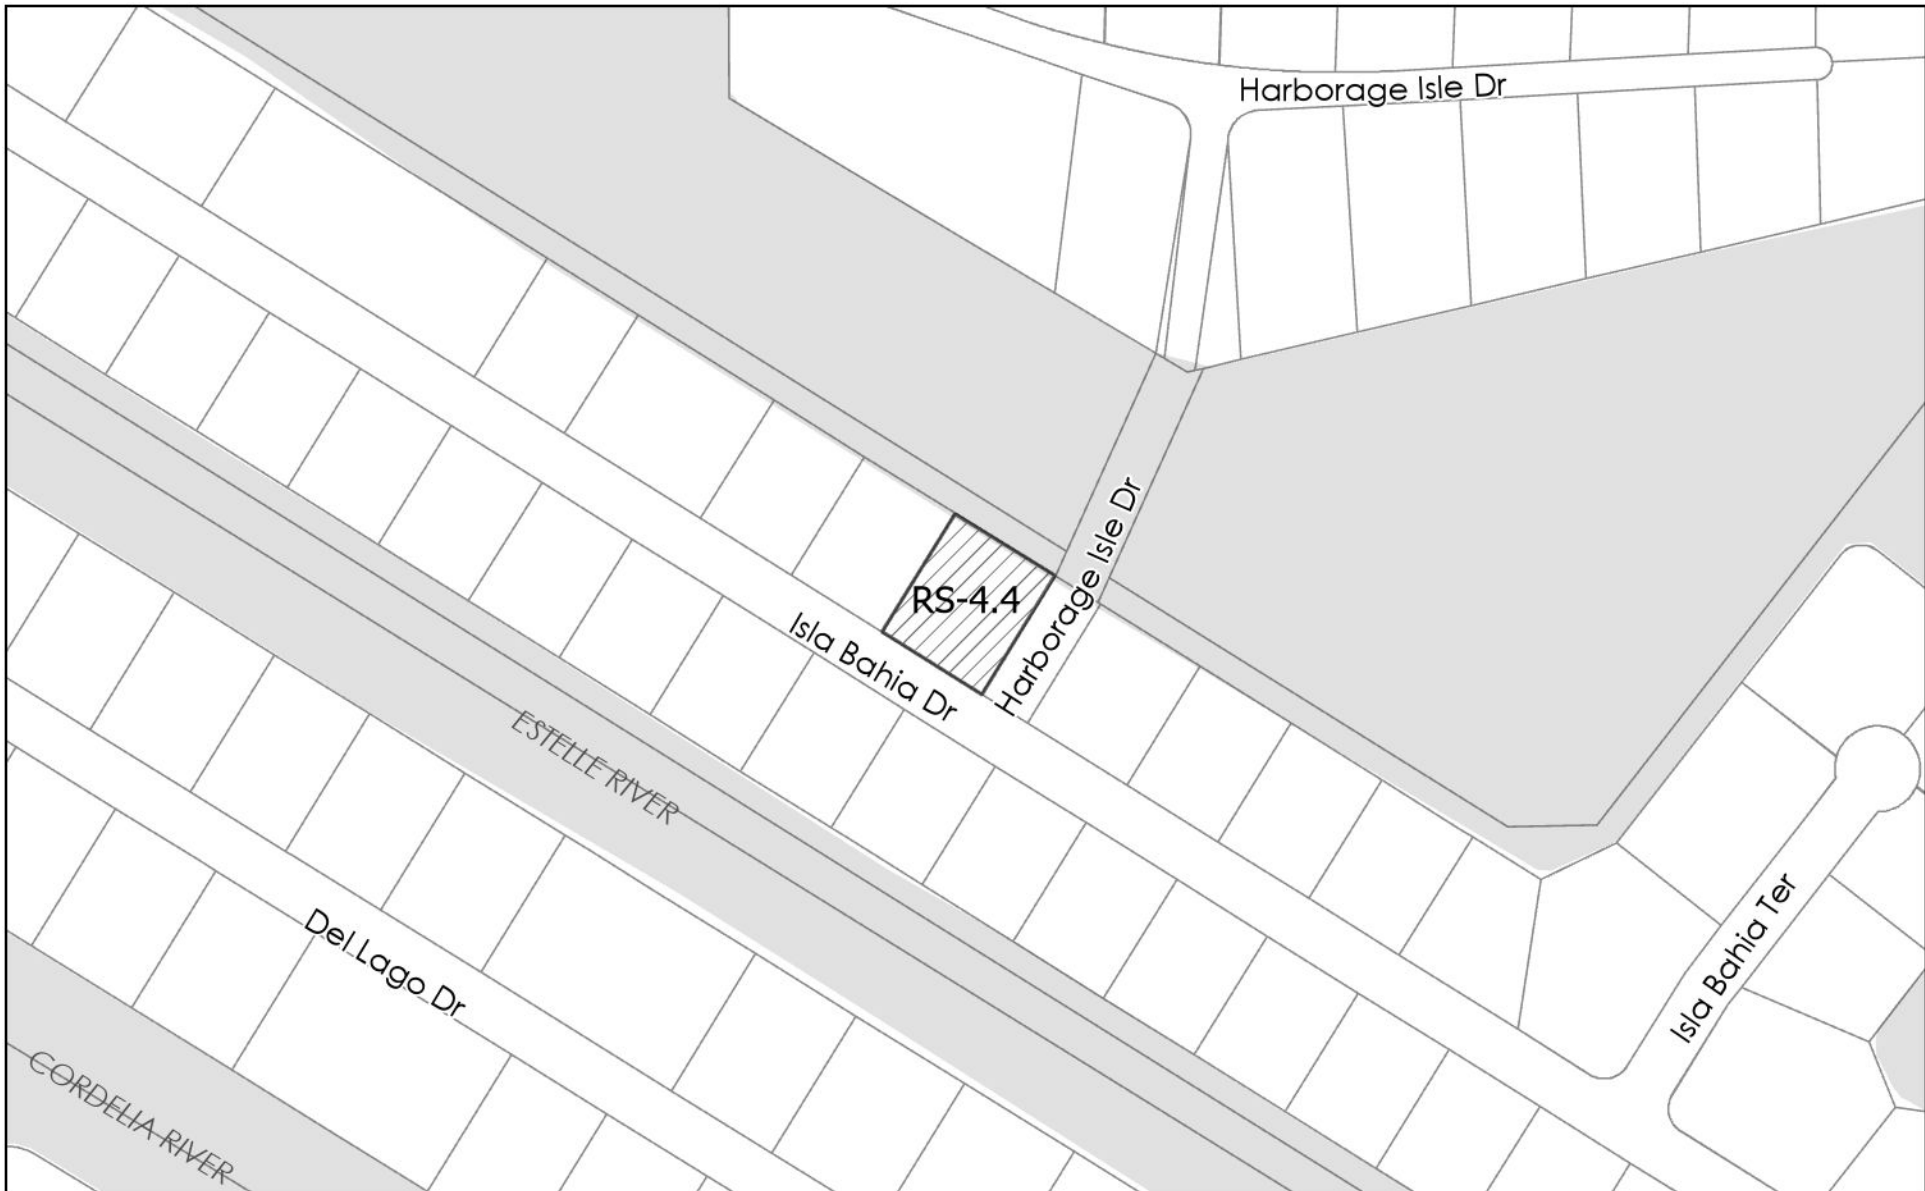 Harborage Isle Dr
Harborage Isle Dr
RS-4.4
Isla Bahia Dr
ESTELLE RIVER
Isla Bahia Ter
Del Lago Dr
CORDELIA RIVER